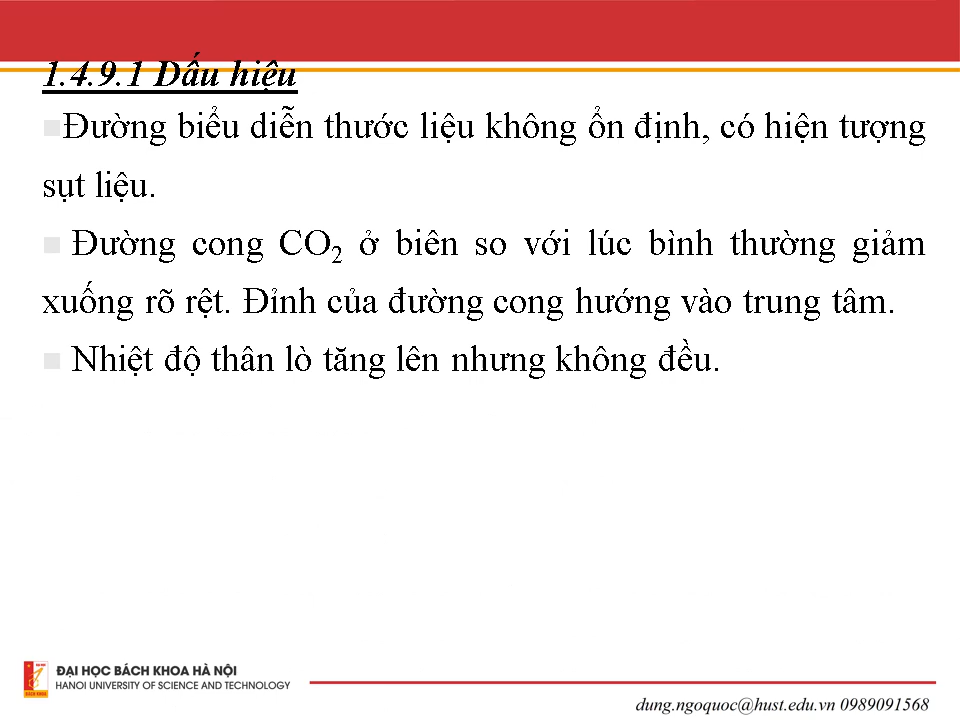 1.4.9.1 Dấu hiệu
Đường biểu diễn thước liệu không ổn định, có hiện tượng
sụt liệu.
Đường cong CO₂ ở biên so với lúc bình thường giảm
xuống rõ rệt. Đỉnh của đường cong hướng vào trung tâm.
Nhiệt độ thân lò tăng lên nhưng không đều.
ĐẠI HỌC BÁCH KHOA HÀ NỘI
HANOI UNIVERSITY OF SCIENCE AND TECHNOLOGY
dung.ngoquoc@hust.edu.vn 0989091568